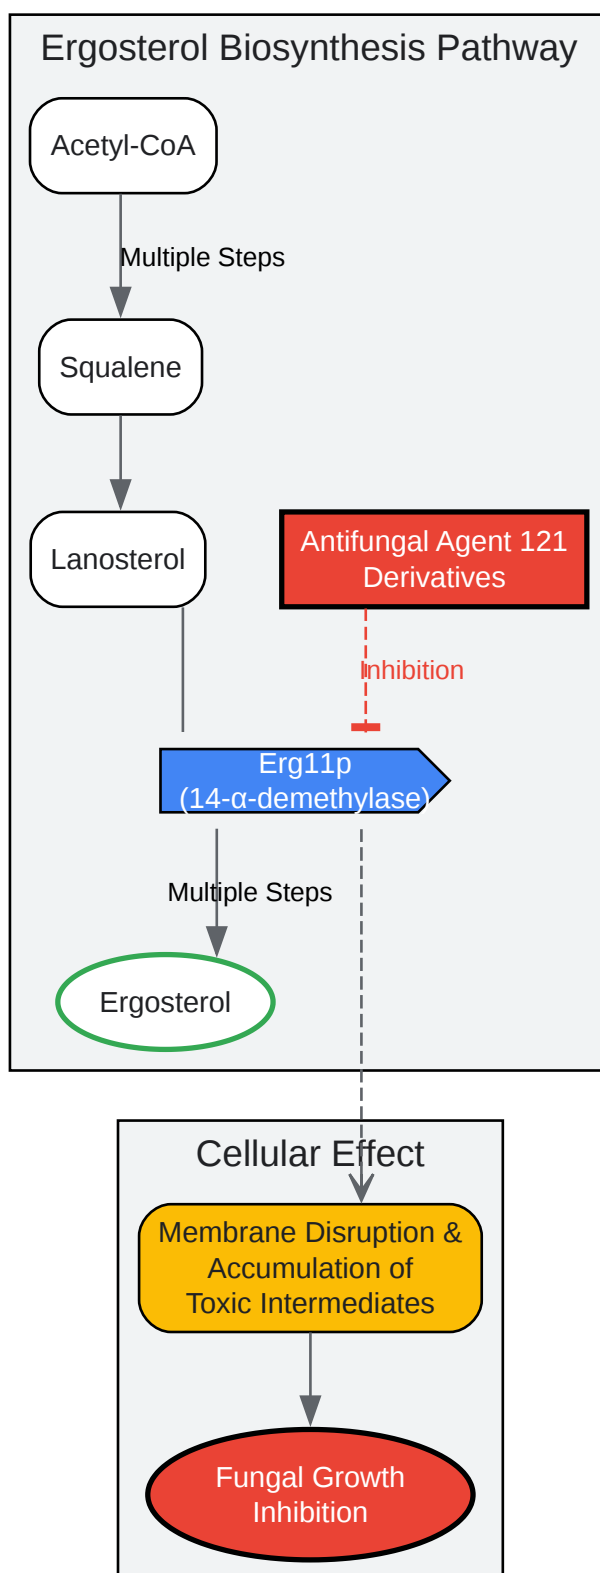 Ergosterol Biosynthesis Pathway
Acetyl-CoA
Multiple Steps
Squalene
Lanosterol
Antifungal Agent 121
Derivatives
Inhibition
Erg11p
(14-α-demethylase)
Multiple Steps
Ergosterol
Cellular Effect
Membrane Disruption &
Accumulation of
Toxic Intermediates
Fungal Growth
Inhibition